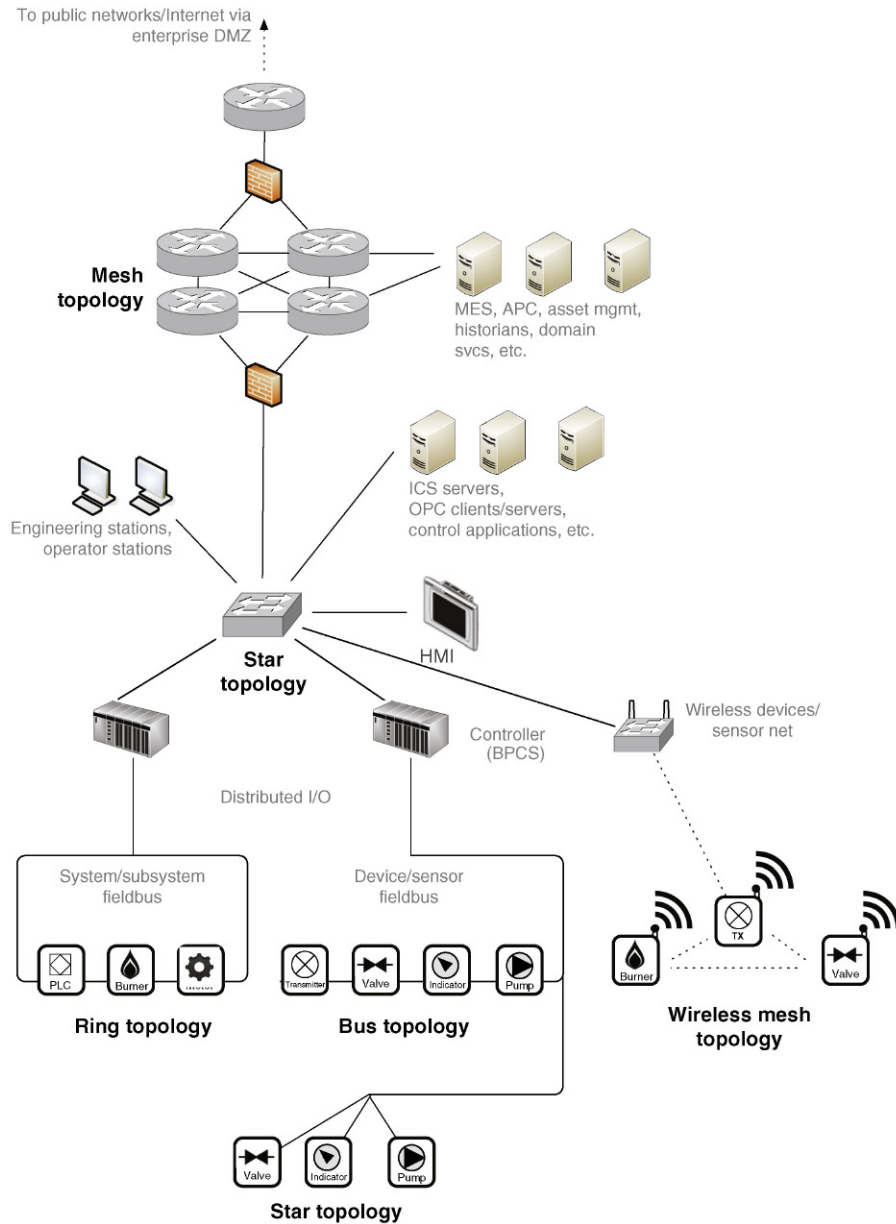 To public networks/Internet via
enterprise DMZ
Mesh
topology
MES, APC, asset mgmt,
historians, domain
svcs, etc.
ICS servers,
OPC clients/servers,
control applications, etc.
Engineering stations,
operator stations
HMI
Star
topology
Controller
(BPCS)
Wireless devices/
sensor net
Distributed I/O
System/subsystem
fieldbus
Device/sensor
fieldbus
PLC
Burner
Transmitter
Valve
Indicator
Pump
TX
Burner
Valve
Ring topology
Bus topology
Wireless mesh
topology
Valve
Indicator
Pump
Star topology